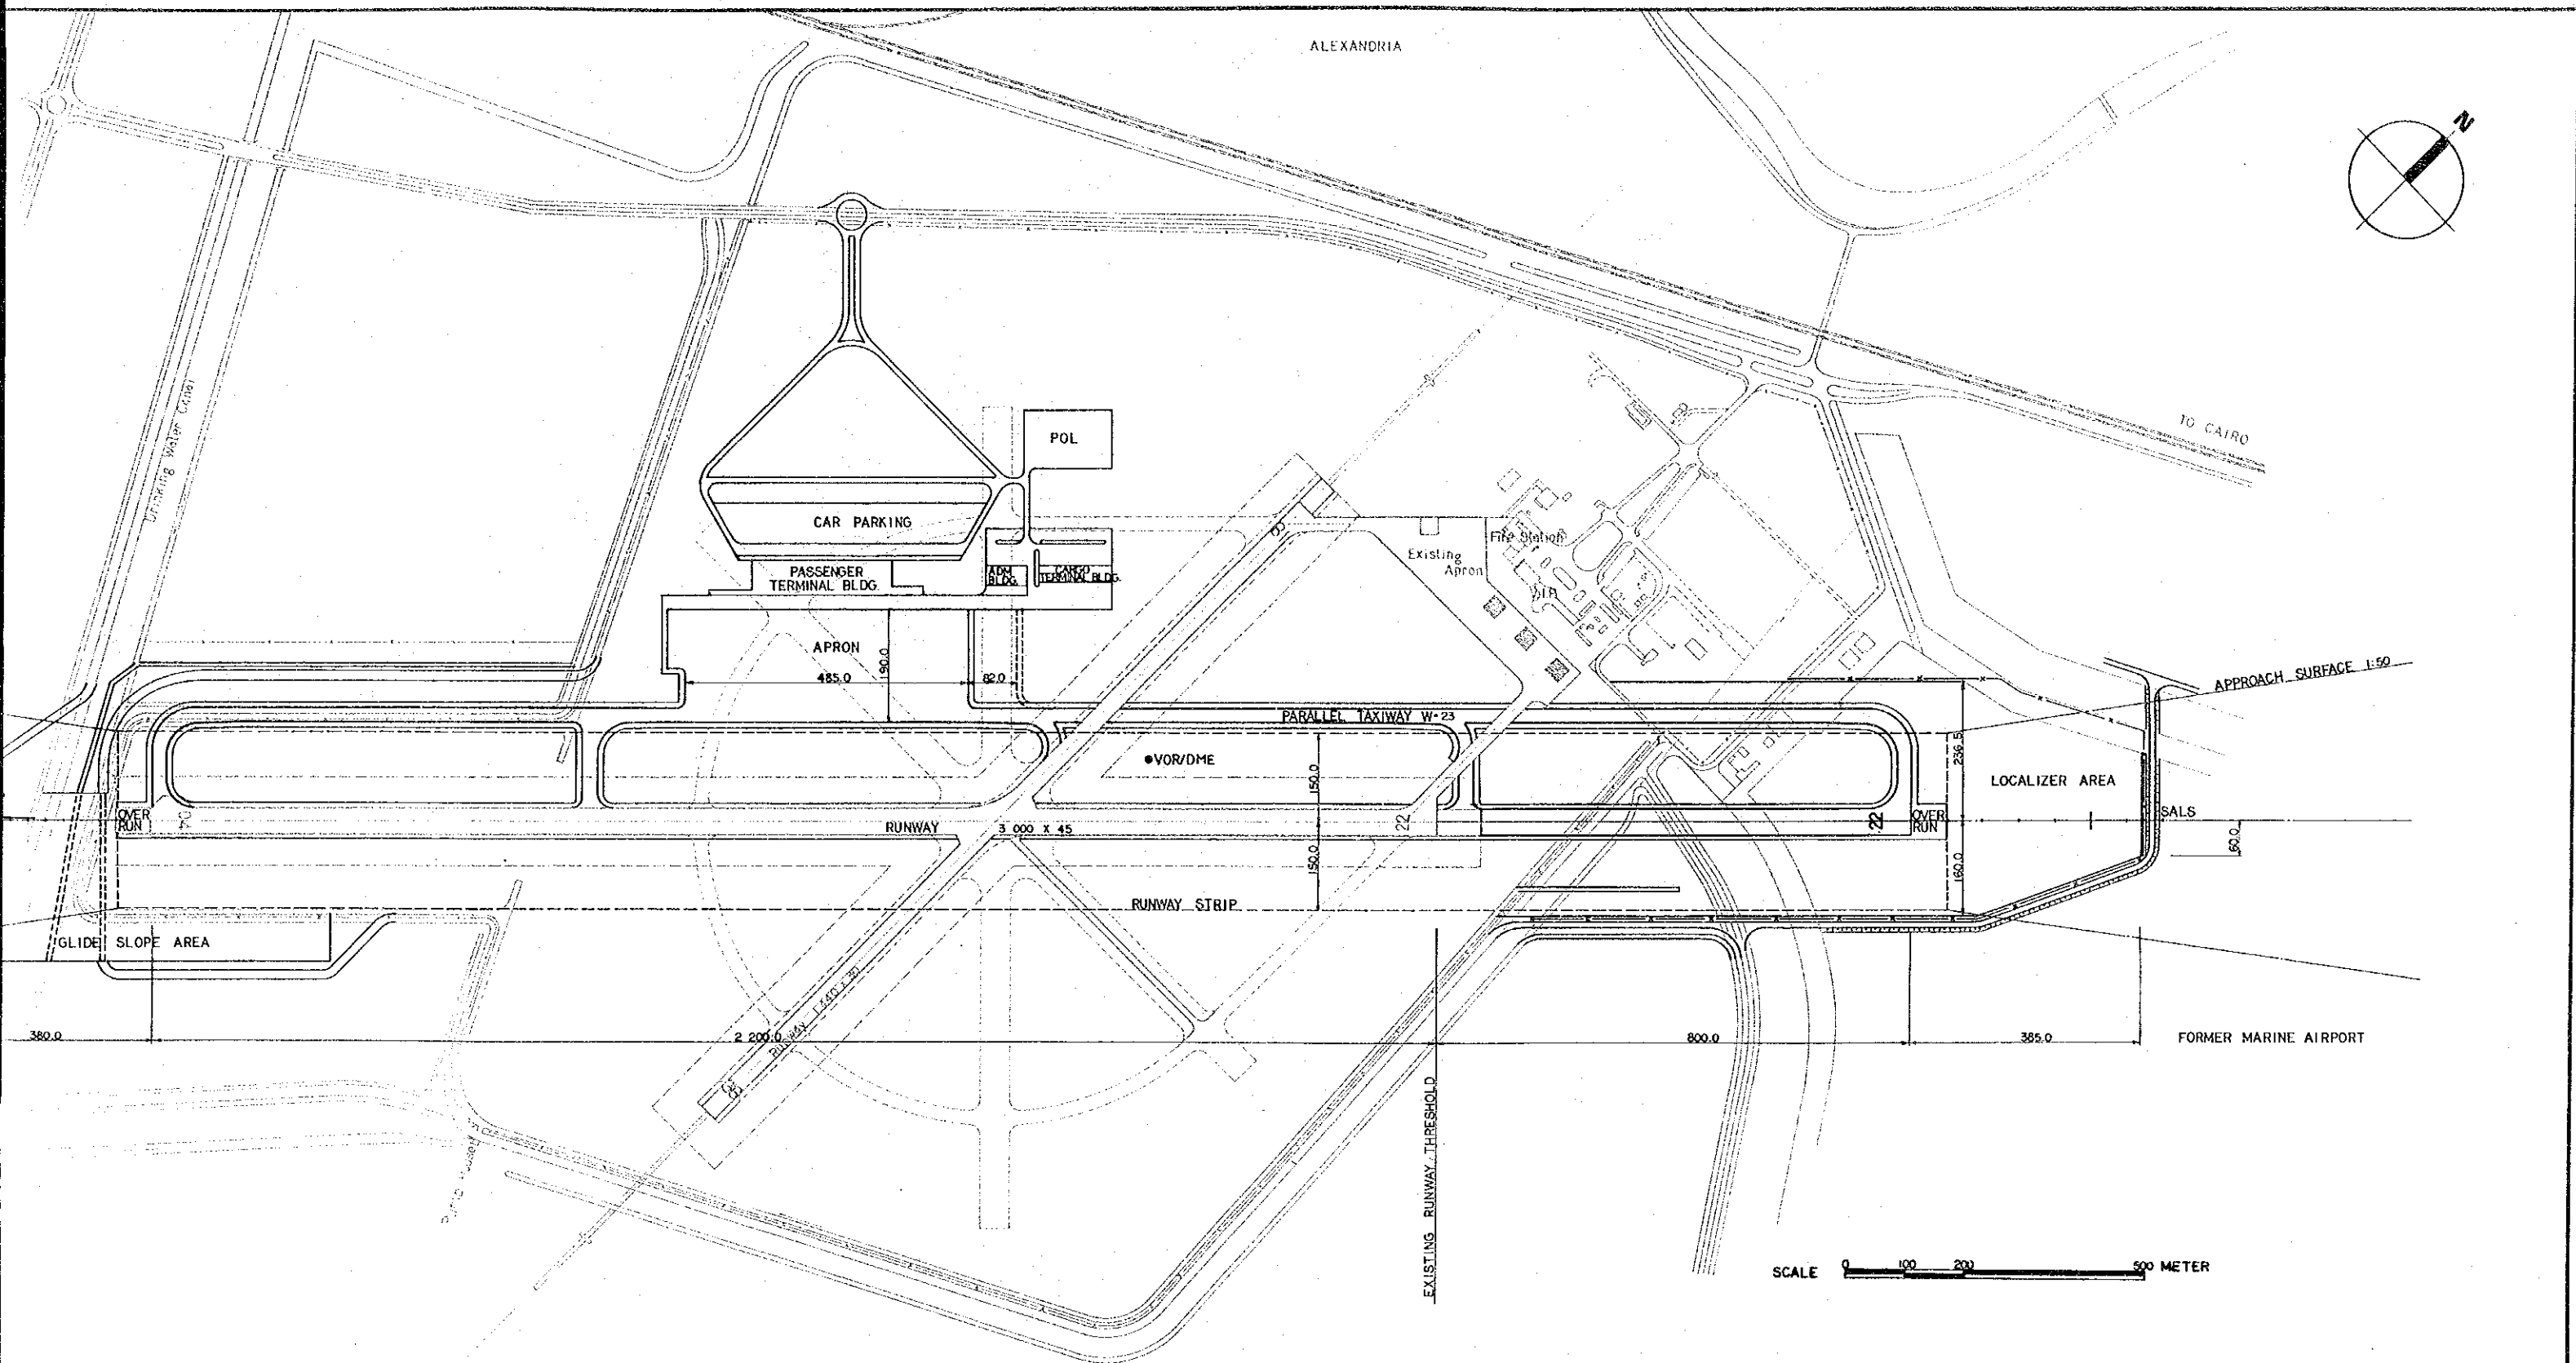 ALEXANDRIA
N
TO CAIRO
Drinking Water Canal
POL
CAR PARKING
PASSENGER
TERMINAL BLDG.
ADM.
BLDG.
CARGO
TERMINAL BLDG.
8
Existing
Apron
Fire Station
APRON
190.0
485.0
82.0
APPROACH SURFACE 1:50
PARALLEL TAXIWAY W=23
VOR/DME
150.0
236.5
LOCALIZER AREA
OVER
RUN
04
RUNWAY
3 000 X 45
22
22
OVER
RUN
SALS
60.0
150.0
160.0
RUNWAY STRIP
GLIDE SLOPE AREA
380.0
2 200.0
800.0
385.0
FORMER MARINE AIRPORT
EXISTING RUNWAY THRESHOLD
SCALE 0 100 200 500 METER